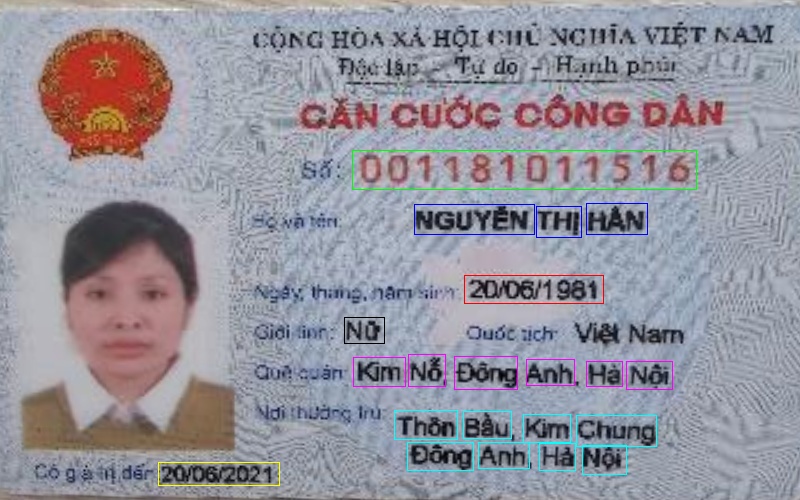 CỘNG HÒA XÃ HỘI CHỦ NGHĨA VIỆT NAM
Độc lập - Tự do - Hạnh phúc
CĂN CƯỚC CÔNG DÂN
Số: 001181011516
Họ và tên: NGUYỄN THỊ HÂN
Ngày, tháng, năm sinh: 20/06/1981
Giới tính: Nữ Quốc tịch: Việt Nam
Quê quán: Kim Nỗ, Đông Anh, Hà Nội
Nơi thường trú: Thôn Bầu, Kim Chung
Đông Anh, Hà Nội
Có giá trị đến: 20/06/2021